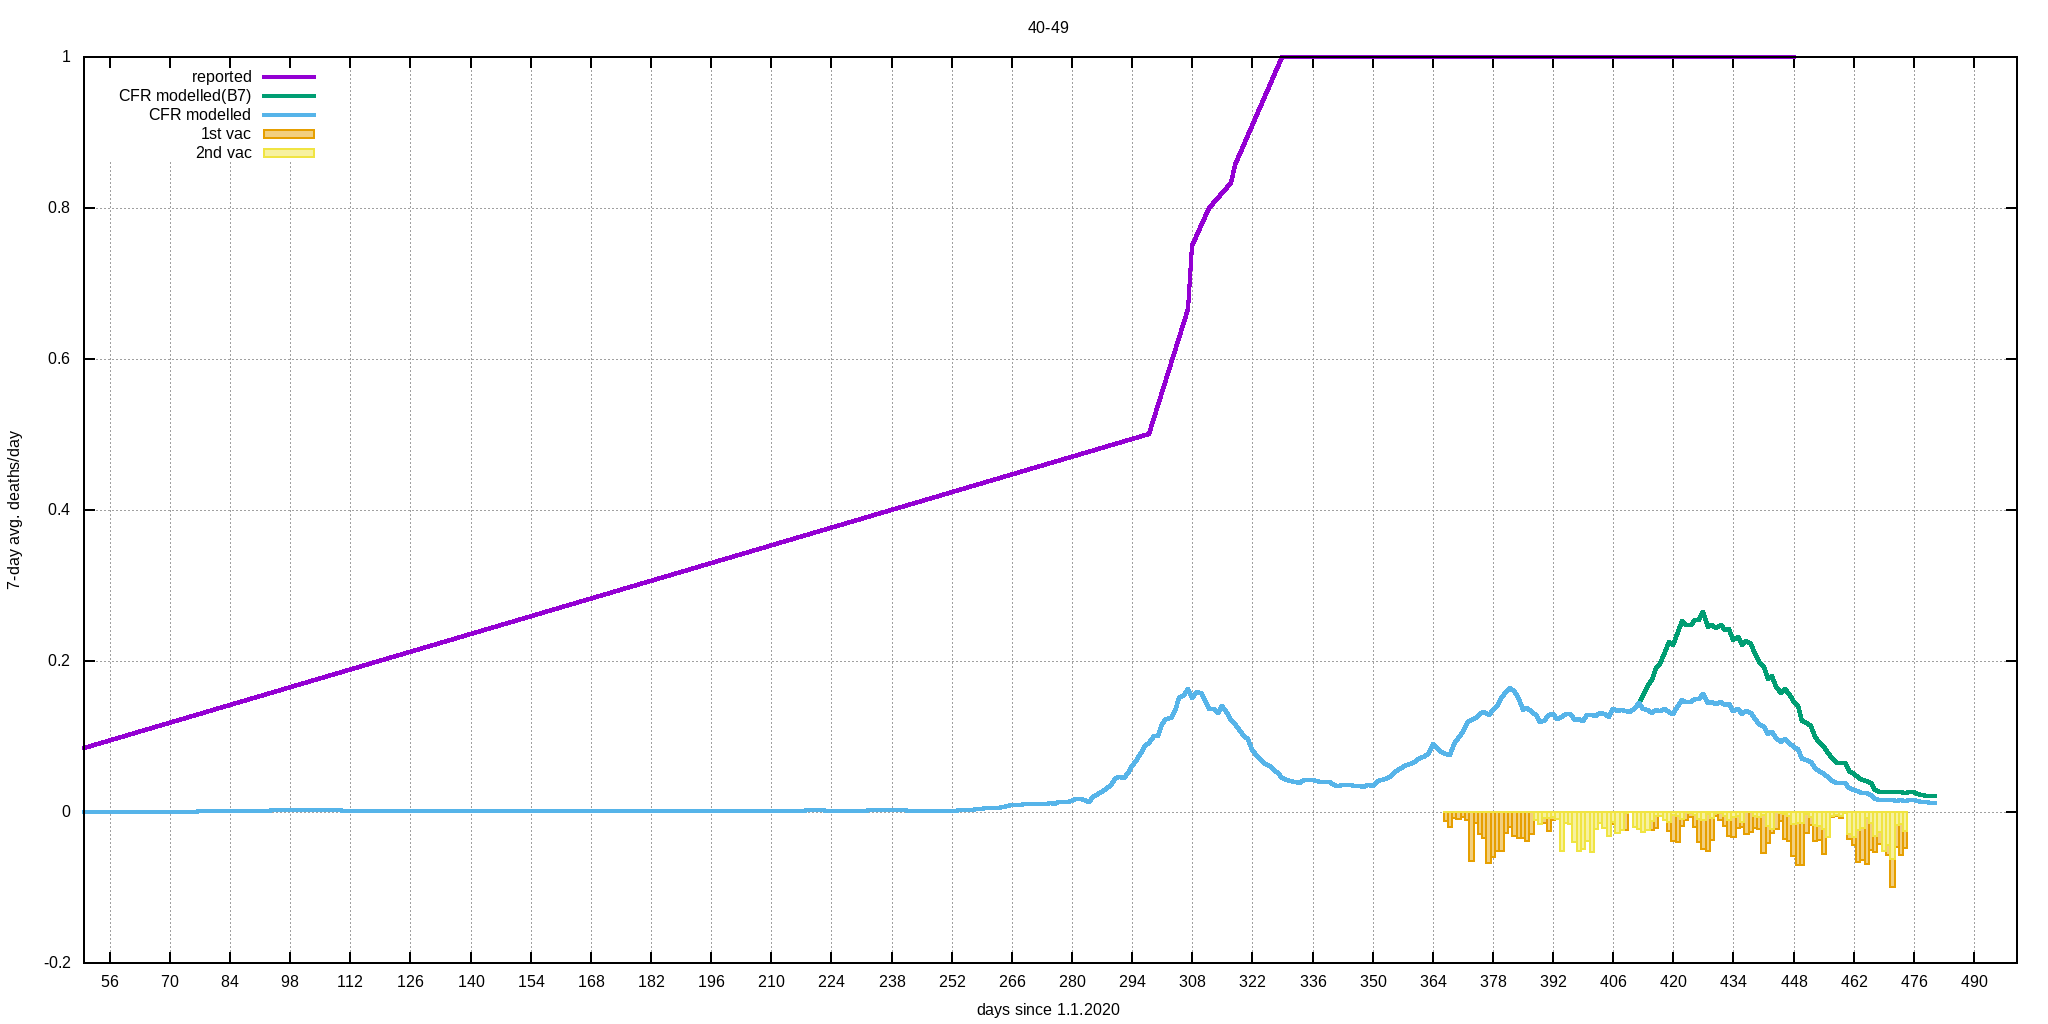 40-49
1
reported
CFR modelled(B7)
CFR modelled
1st vac
2nd vac
0.8
0.6
0.4
0.2
0
-0.2
7-day avg. deaths/day
56 70 84 98 112 126 140 154 168 182 196 210 224 238 252 266 280 294 308 322 336 350 364 378 392 406 420 434 448 462 476 490
days since 1.1.2020